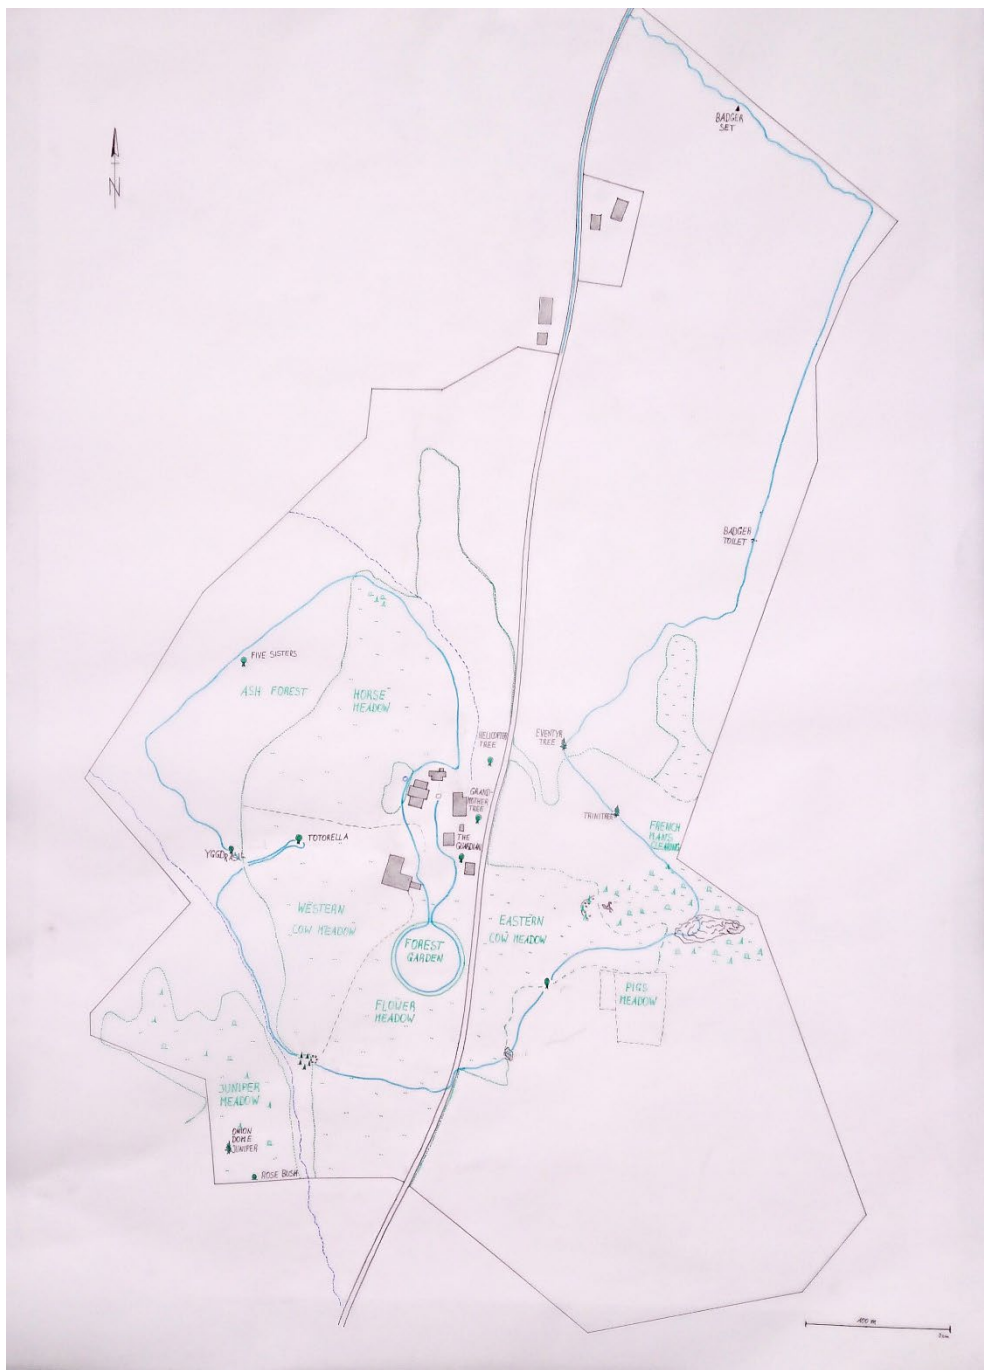 BADGER
SET
N
BADGER
TOILET
FIVE SISTERS
ASH FOREST
HORSE
MEADOW
HELICOPTER
TREE
EVENTYR
TREE
GRAND-
MOTHER
TREE
TRINITREE
FRENCH
CLEARING
THE
GUARDIAN
TOTORELLA
WESTERN
COW MEADOW
EASTERN
COW MEADOW
FOREST
GARDEN
FLOWER
MEADOW
PIGS
MEADOW
JUNIPER
MEADOW
ONION
DOME
JUNIPER
ROSE BUSH
100 m